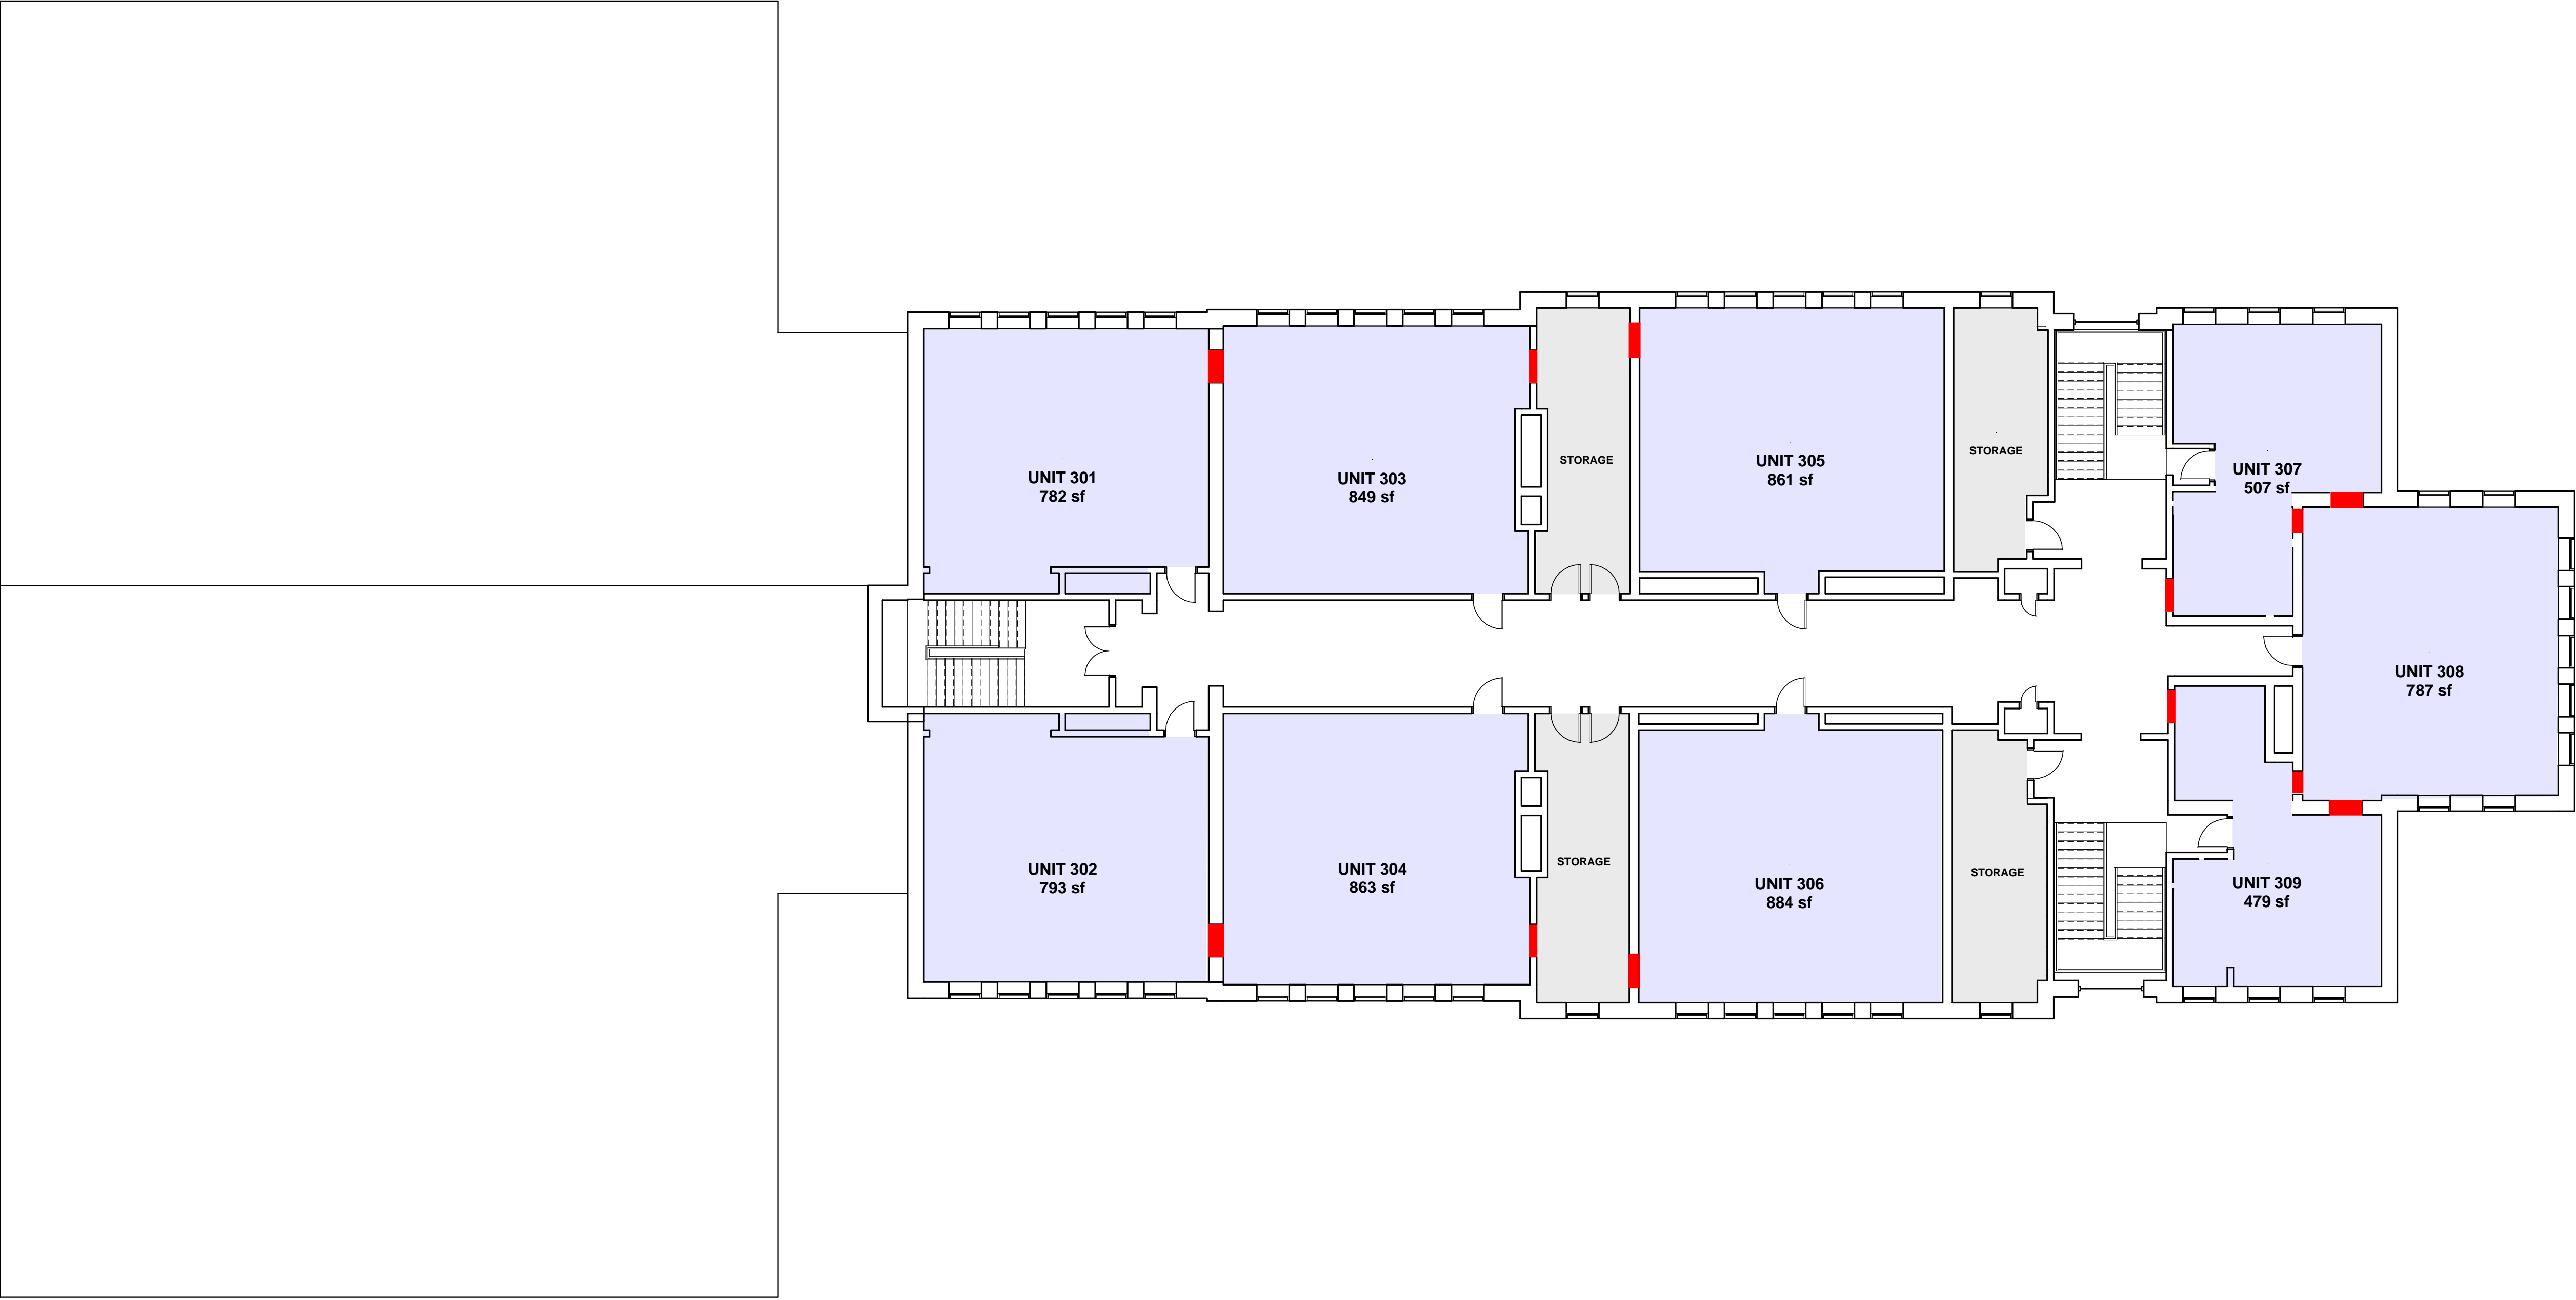 UNIT 301
782 sf
UNIT 303
849 sf
STORAGE
UNIT 305
861 sf
STORAGE
UNIT 307
507 sf
UNIT 308
787 sf
UNIT 302
793 sf
UNIT 304
863 sf
STORAGE
UNIT 306
884 sf
STORAGE
UNIT 309
479 sf